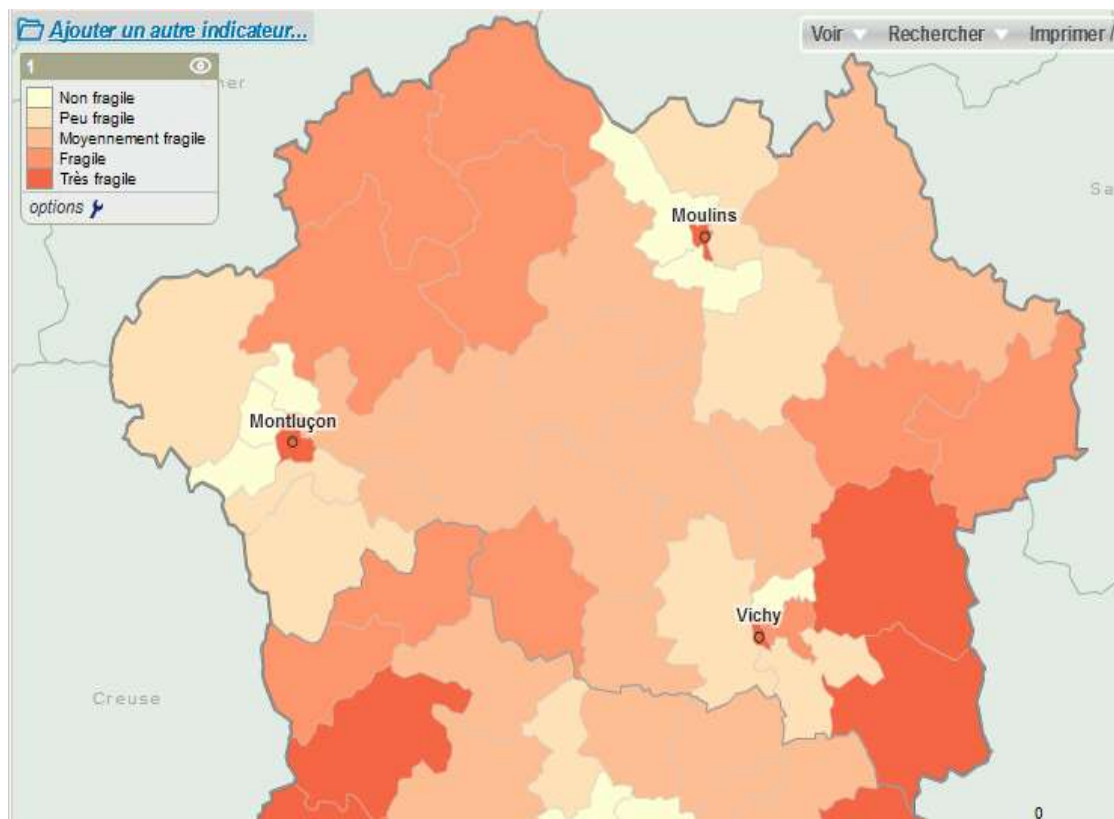 Ajouter un autre indicateur...
Voir
Rechercher
Imprimer /
1
Non fragile
Peu fragile
Moyennement fragile
Fragile
Très fragile
options
Sa
Moulins
Montluçon
Vichy
Creuse
0